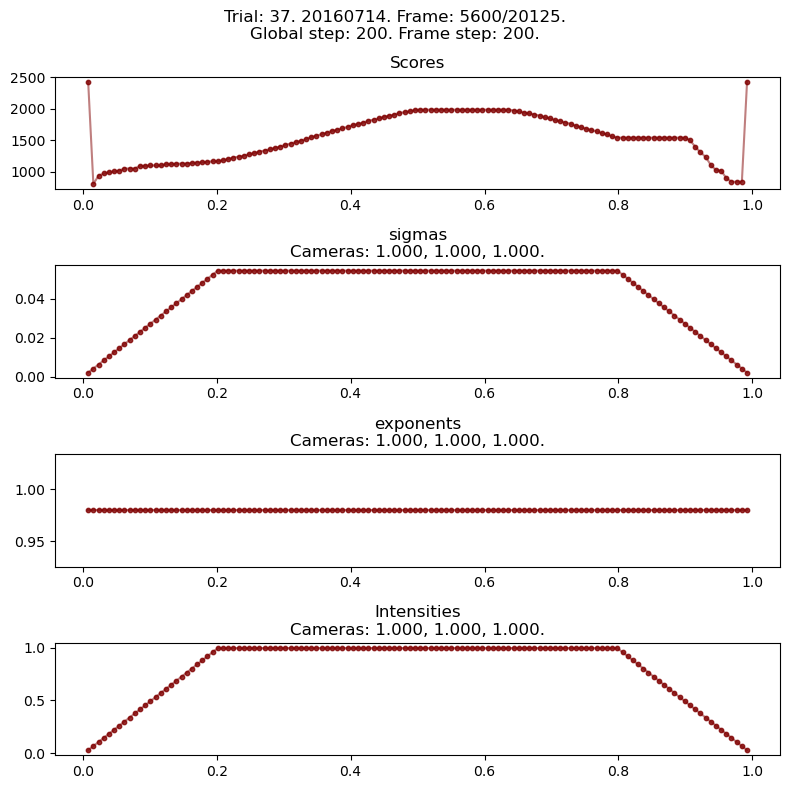 Trial: 37. 20160714. Frame: 5600/20125.
Global step: 200. Frame step: 200.
Scores
2500
2000
1500
1000
0.0 0.2 0.4 0.6 0.8 1.0
sigmas
Cameras: 1.000, 1.000, 1.000.
0.04
0.02
0.00
0.0 0.2 0.4 0.6 0.8 1.0
exponents
Cameras: 1.000, 1.000, 1.000.
1.00
0.95
0.0 0.2 0.4 0.6 0.8 1.0
Intensities
Cameras: 1.000, 1.000, 1.000.
1.0
0.5
0.0
0.0 0.2 0.4 0.6 0.8 1.0